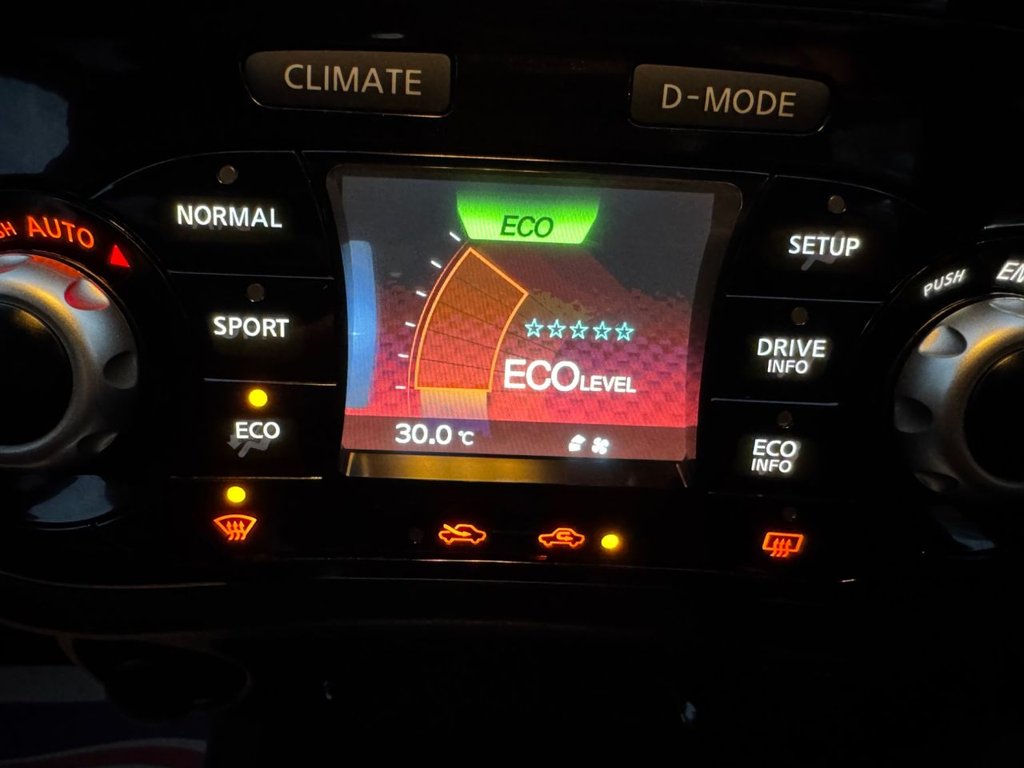 CLIMATE
D-MODE
NORMAL
AUTO
SPORT
ECO
ECO
ECO LEVEL
30.0 °C
SETUP
PUSH
DRIVE
INFO
ECO
INFO